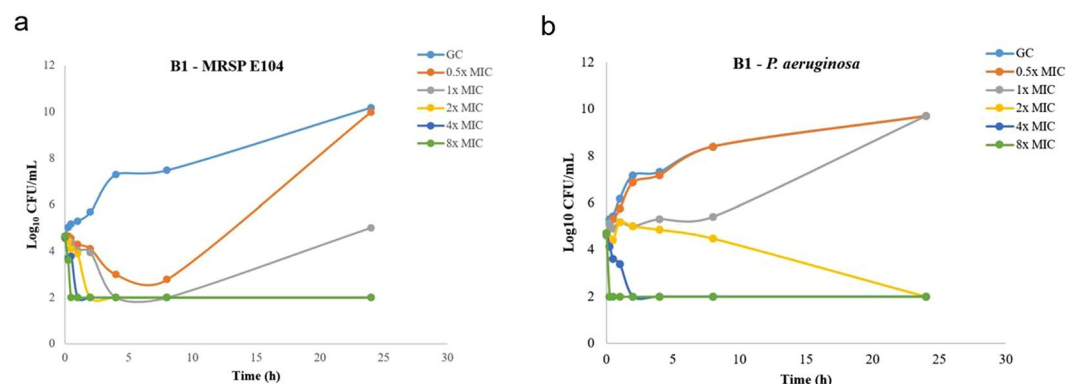 a
B1 - MRSP E104
GC
0.5x MIC
1x MIC
2x MIC
4x MIC
8x MIC
12
10
8
6
4
2
0
Log₁₀ CFU/mL
0 5 10 15 20 25 30
Time (h)
b
B1 - P. aeruginosa
GC
0.5x MIC
1x MIC
2x MIC
4x MIC
8x MIC
12
10
8
6
4
2
0
Log10 CFU/mL
0 5 10 15 20 25 30
Time (h)